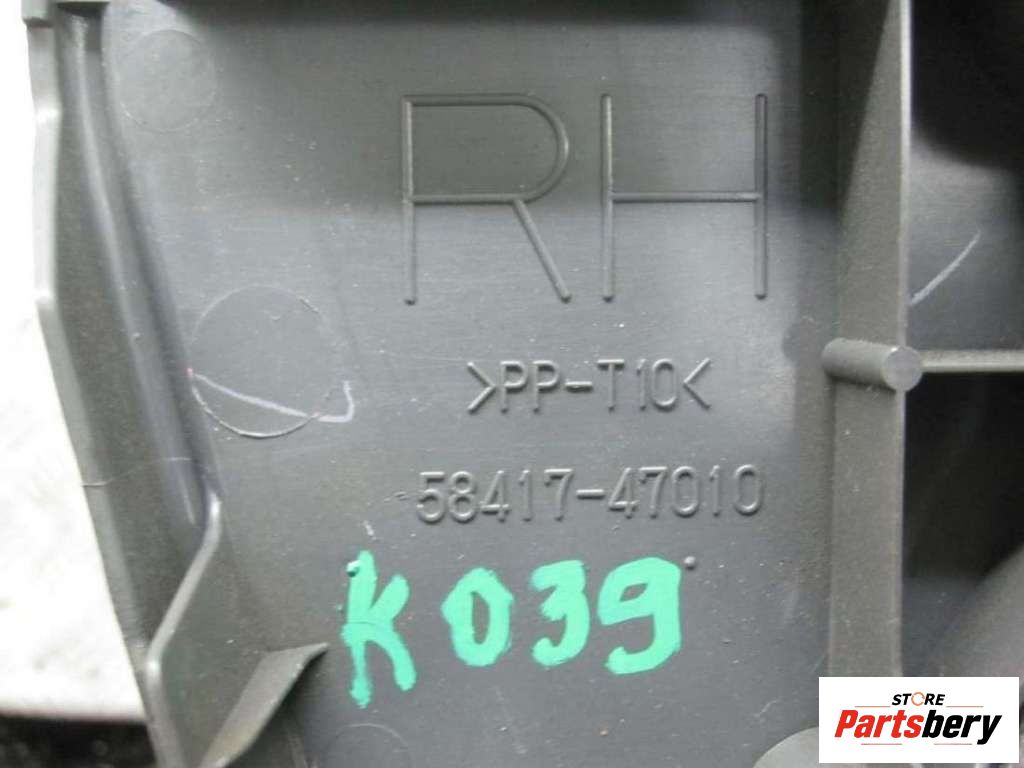 RH
>PP-T10<
58417-47010
K039
STORE
Partsbery